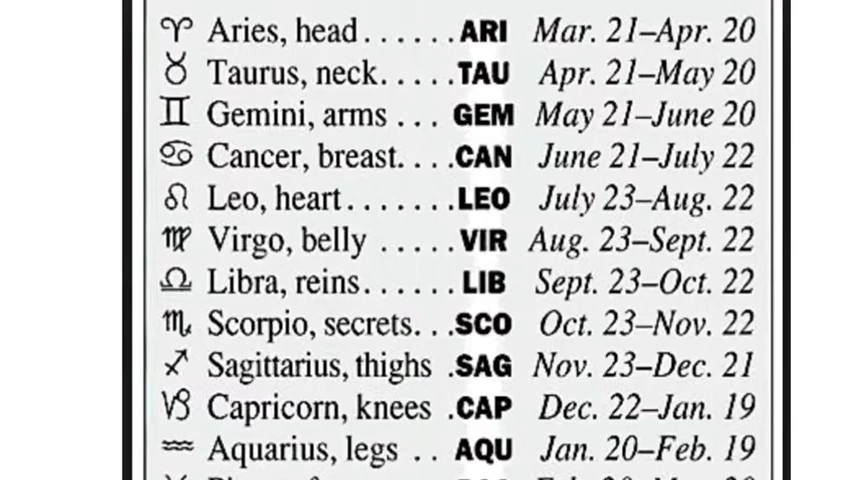 ♈ Aries, head......ARI Mar. 21–Apr. 20
♉ Taurus, neck.....TAU Apr. 21–May 20
♊ Gemini, arms ... GEM May 21–June 20
♋ Cancer, breast. ...CAN June 21–July 22
♌ Leo, heart.......LEO July 23–Aug. 22
♍ Virgo, belly .....VIR Aug. 23–Sept. 22
♎ Libra, reins......LIB Sept. 23–Oct. 22
♏ Scorpio, secrets. ..SCO Oct. 23–Nov. 22
♐ Sagittarius, thighs .SAG Nov. 23–Dec. 21
♑ Capricorn, knees .CAP Dec. 22–Jan. 19
♒ Aquarius, legs .. AQU Jan. 20–Feb. 19